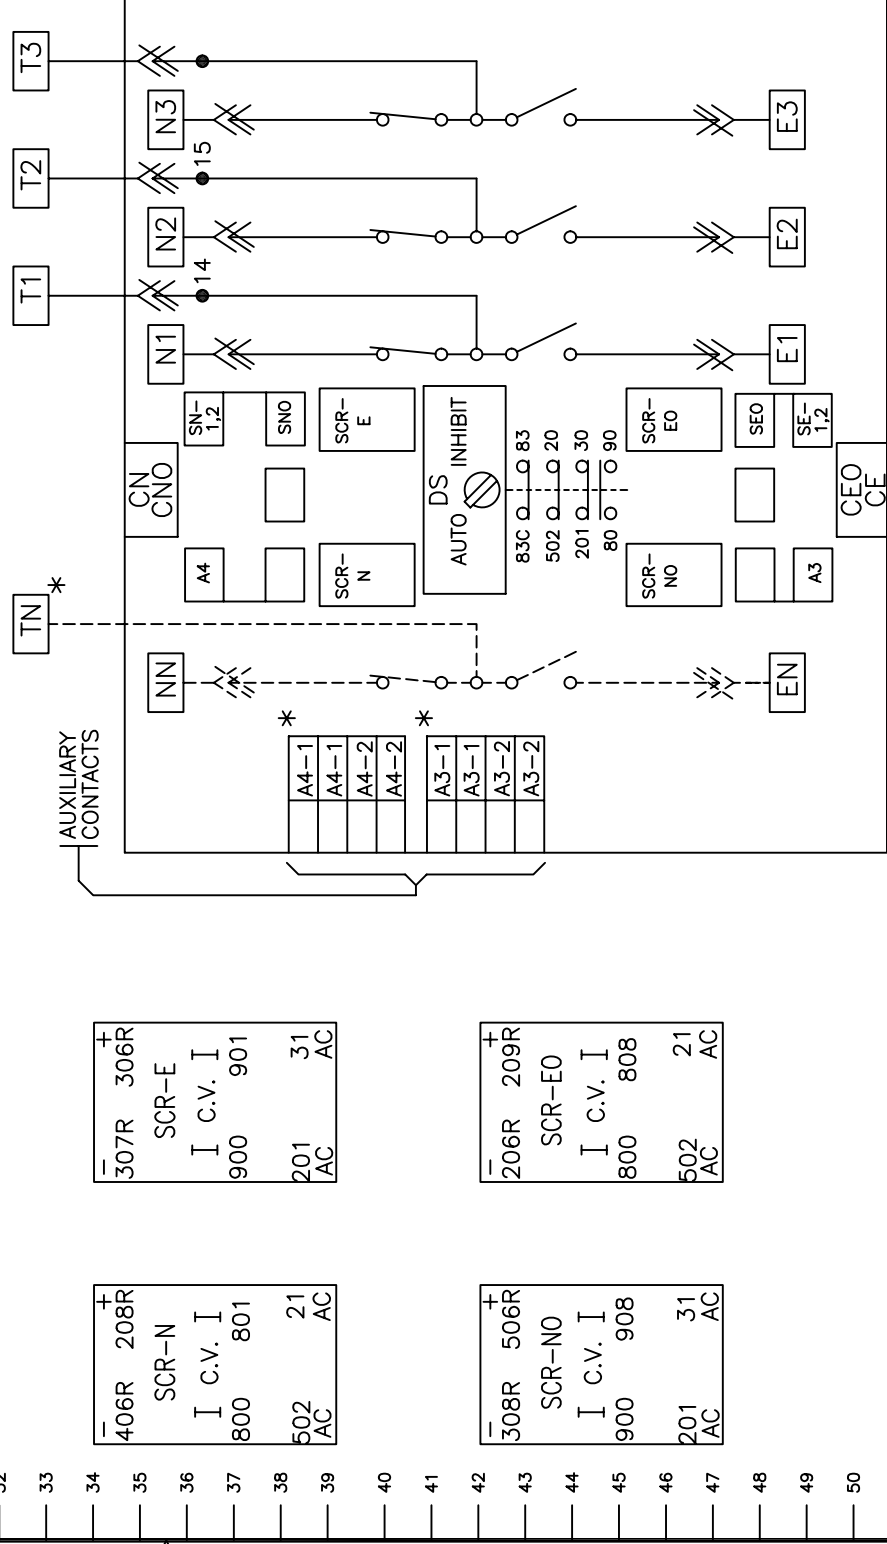 T3
T2
T1
TN
*
N3
N2
N1
NN
E3
E2
E1
EN
15
14
CN
CNO
SN-
1,2
SNO
A4
SCR-
E
SCR-
N
DS
AUTO
INHIBIT
83C
83
502
20
201
30
80
90
SCR-
EO
SCR-
NO
SEO
SE-
1,2
A3
CEO
CE
AUXILIARY
CONTACTS
*
A4-1
A4-1
A4-2
A4-2
*
A3-1
A3-1
A3-2
A3-2
- +
307R 306R
SCR-E
C.V.
900 901
201 31
AC AC
- +
206R 209R
SCR-EO
C.V.
800 808
502 21
AC AC
- +
406R 208R
SCR-N
C.V.
800 801
502 21
AC AC
- +
308R 506R
SCR-NO
C.V.
900 908
201 31
AC AC
33
34
35
36
37
38
39
40
41
42
43
44
45
46
47
48
49
50